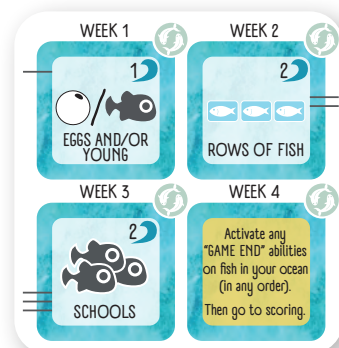 WEEK 1
1
/
EGGS AND/OR
YOUNG
WEEK 2
2
ROWS OF FISH
WEEK 3
2
SCHOOLS
WEEK 4
Activate any
"GAME END" abilities
on fish in your ocean
(in any order).
Then go to scoring.